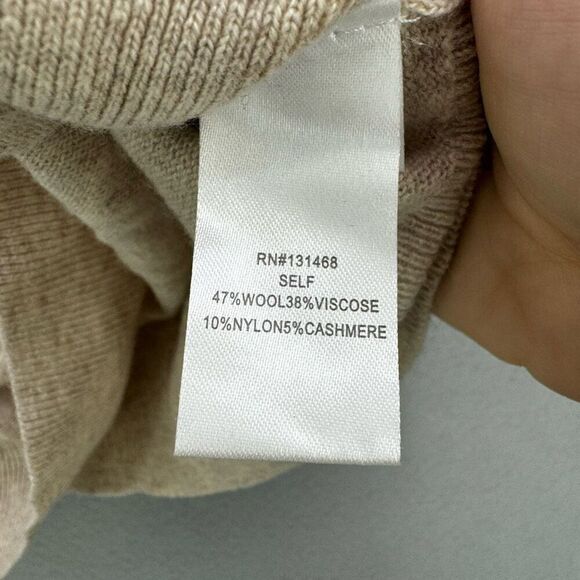 RN#131468
SELF
47%WOOL38%VISCOSE
10%NYLON5%CASHMERE